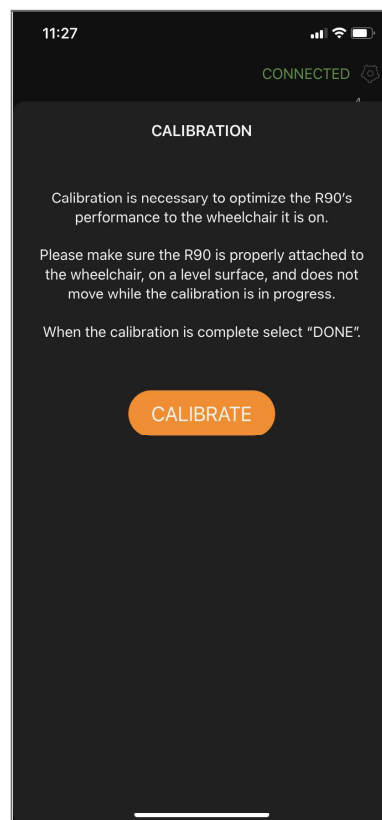 11:27
CONNECTED
CALIBRATION
Calibration is necessary to optimize the R90's
performance to the wheelchair it is on.
Please make sure the R90 is properly attached to
the wheelchair, on a level surface, and does not
move while the calibration is in progress.
When the calibration is complete select “DONE”.
CALIBRATE